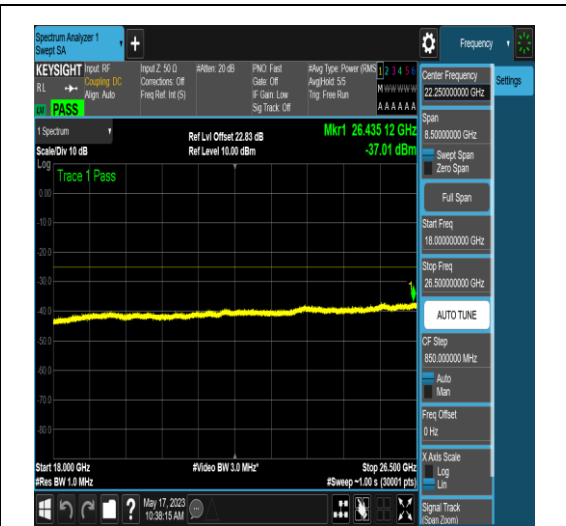 Spectrum Analyzer 1
Swept SA
Frequency
KEYSIGHT
RL
PASS
Input: RF
Coupling: DC
Align: Auto
Input Z: 50 Ω
Corrections: Off
Freq Ref: Int (S)
#Atten: 20 dB
PNO: Fast
Gate: Off
IF Gain: Low
Sig Track: Off
#Avg Type: Power (RMS
Avg|Hold: 5/5
Trig: Free Run
1 2 3 4 5 6
M W W W W W
A A A A A A
Center Frequency
22.250000000 GHz
Settings
Span
8.50000000 GHz
Swept Span
Zero Span
Full Span
Start Freq
18.000000000 GHz
Stop Freq
26.500000000 GHz
AUTO TUNE
CF Step
850.000000 MHz
Auto
Man
Freq Offset
0 Hz
X Axis Scale
Log
Lin
Signal Track
(Span Zoom)
1 Spectrum
Scale/Div 10 dB
Ref Lvl Offset 22.83 dB
Ref Level 10.00 dBm
Mkr1 26.435 12 GHz
-37.01 dBm
Log
Trace 1 Pass
0.00
-10.0
-20.0
-30.0
-40.0
-50.0
-60.0
-70.0
-80.0
1
Start 18.000 GHz
#Res BW 1.0 MHz
#Video BW 3.0 MHz*
Stop 26.500 GHz
#Sweep ~1.00 s (30001 pts)
May 17, 2023
10:38:15 AM